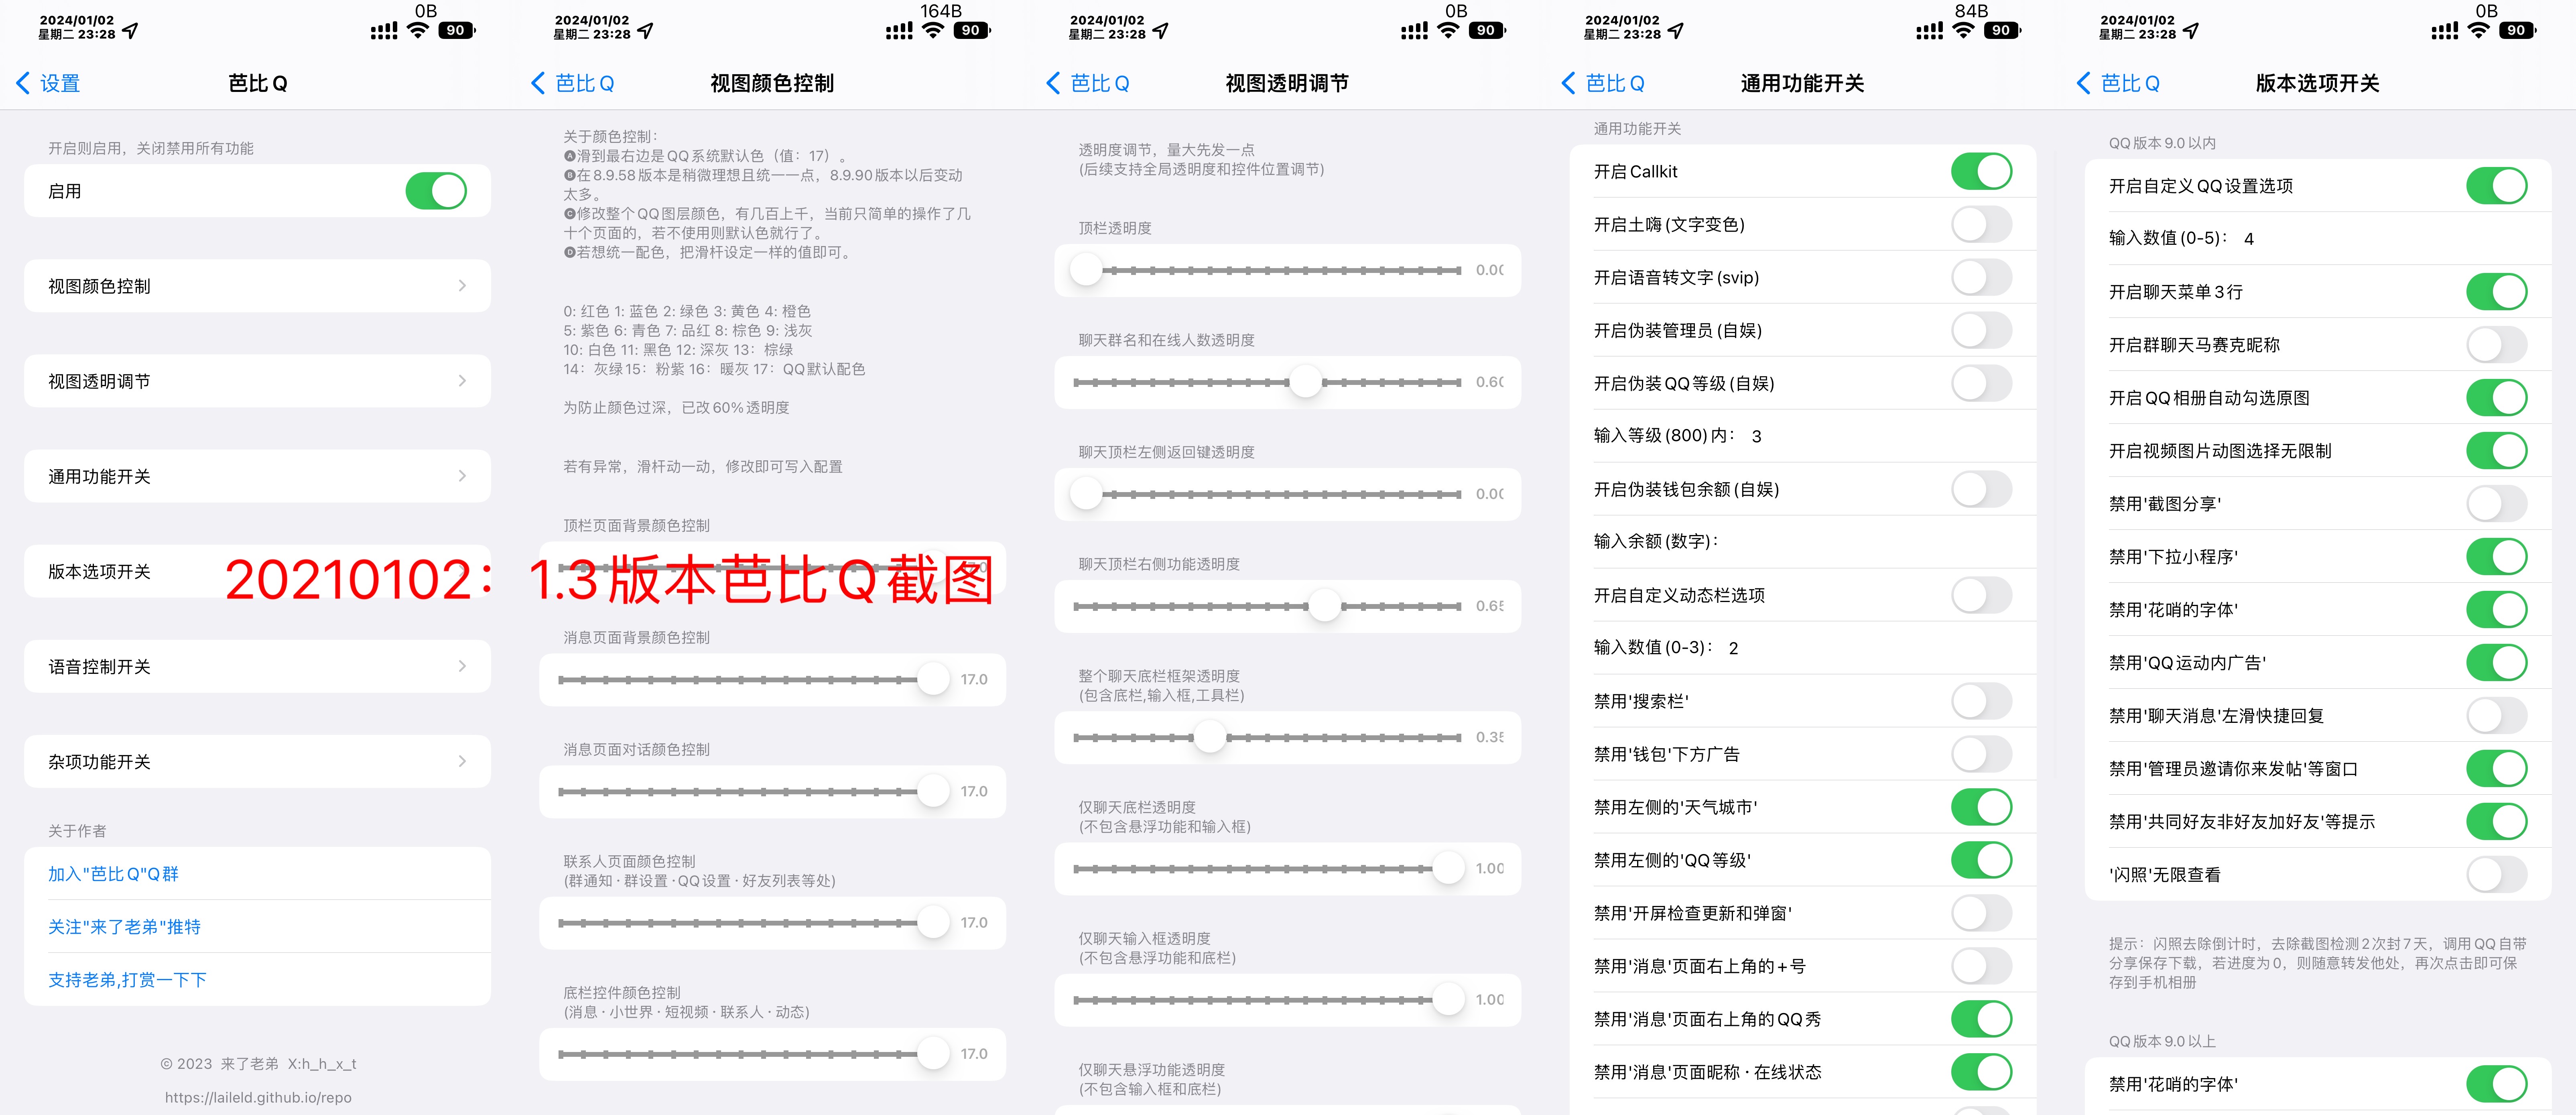 2024/01/02
星期二 23:28
0B
90
设置
芭比Q
开启则启用，关闭禁用所有功能
启用
视图颜色控制
视图透明调节
通用功能开关
版本选项开关
语音控制开关
杂项功能开关
关于作者
加入"芭比Q"Q群
关注"来了老弟"推特
支持老弟,打赏一下下
© 2023 来了老弟 X:h_h_x_t
https://laileld.github.io/repo
20210102：1.3版本芭比Q截图
2024/01/02
星期二 23:28
164B
90
芭比Q
视图颜色控制
关于颜色控制：
🅐滑到最右边是QQ系统默认色（值：17）。
🅑在8.9.58版本是稍微理想且统一一点，8.9.90版本以后变动
太多。
🅒修改整个QQ图层颜色，有几百上千，当前只简单的操作了几
十个页面的，若不使用则默认色就行了。
🅓若想统一配色，把滑杆设定一样的值即可。
0: 红色 1: 蓝色 2: 绿色 3: 黄色 4: 橙色
5: 紫色 6: 青色 7: 品红 8: 棕色 9: 浅灰
10: 白色 11: 黑色 12: 深灰 13：棕绿
14：灰绿15：粉紫 16：暖灰 17：QQ默认配色
为防止颜色过深，已改60%透明度
若有异常，滑杆动一动，修改即可写入配置
顶栏页面背景颜色控制
消息页面背景颜色控制
17.0
消息页面对话颜色控制
17.0
联系人页面颜色控制
(群通知·群设置·QQ设置·好友列表等处)
17.0
底栏控件颜色控制
(消息·小世界·短视频·联系人·动态)
17.0
2024/01/02
星期二 23:28
0B
90
芭比Q
视图透明调节
透明度调节，量大先发一点
(后续支持全局透明度和控件位置调节)
顶栏透明度
0.00
聊天群名和在线人数透明度
0.60
聊天顶栏左侧返回键透明度
0.00
聊天顶栏右侧功能透明度
0.65
整个聊天底栏框架透明度
(包含底栏,输入框,工具栏)
0.35
仅聊天底栏透明度
(不包含悬浮功能和输入框)
1.00
仅聊天输入框透明度
(不包含悬浮功能和底栏)
1.00
仅聊天悬浮功能透明度
(不包含输入框和底栏)
2024/01/02
星期二 23:28
84B
90
芭比Q
通用功能开关
通用功能开关
开启Callkit
开启土嗨(文字变色)
开启语音转文字(svip)
开启伪装管理员(自娱)
开启伪装QQ等级(自娱)
输入等级(800)内： 3
开启伪装钱包余额(自娱)
输入余额(数字)：
开启自定义动态栏选项
输入数值(0-3)： 2
禁用'搜索栏'
禁用'钱包'下方广告
禁用左侧的'天气城市'
禁用左侧的'QQ等级'
禁用'开屏检查更新和弹窗'
禁用'消息'页面右上角的+号
禁用'消息'页面右上角的QQ秀
禁用'消息'页面昵称·在线状态
2024/01/02
星期二 23:28
0B
90
芭比Q
版本选项开关
QQ版本9.0以内
开启自定义QQ设置选项
输入数值(0-5)： 4
开启聊天菜单3行
开启群聊天马赛克昵称
开启QQ相册自动勾选原图
开启视频图片动图选择无限制
禁用'截图分享'
禁用'下拉小程序'
禁用'花哨的字体'
禁用'QQ运动内广告'
禁用'聊天消息'左滑快捷回复
禁用'管理员邀请你来发帖'等窗口
禁用'共同好友非好友加好友'等提示
'闪照'无限查看
提示：闪照去除倒计时，去除截图检测2次封7天，调用QQ自带
分享保存下载，若进度为0，则随意转发他处，再次点击即可保
存到手机相册
QQ版本9.0以上
禁用'花哨的字体'